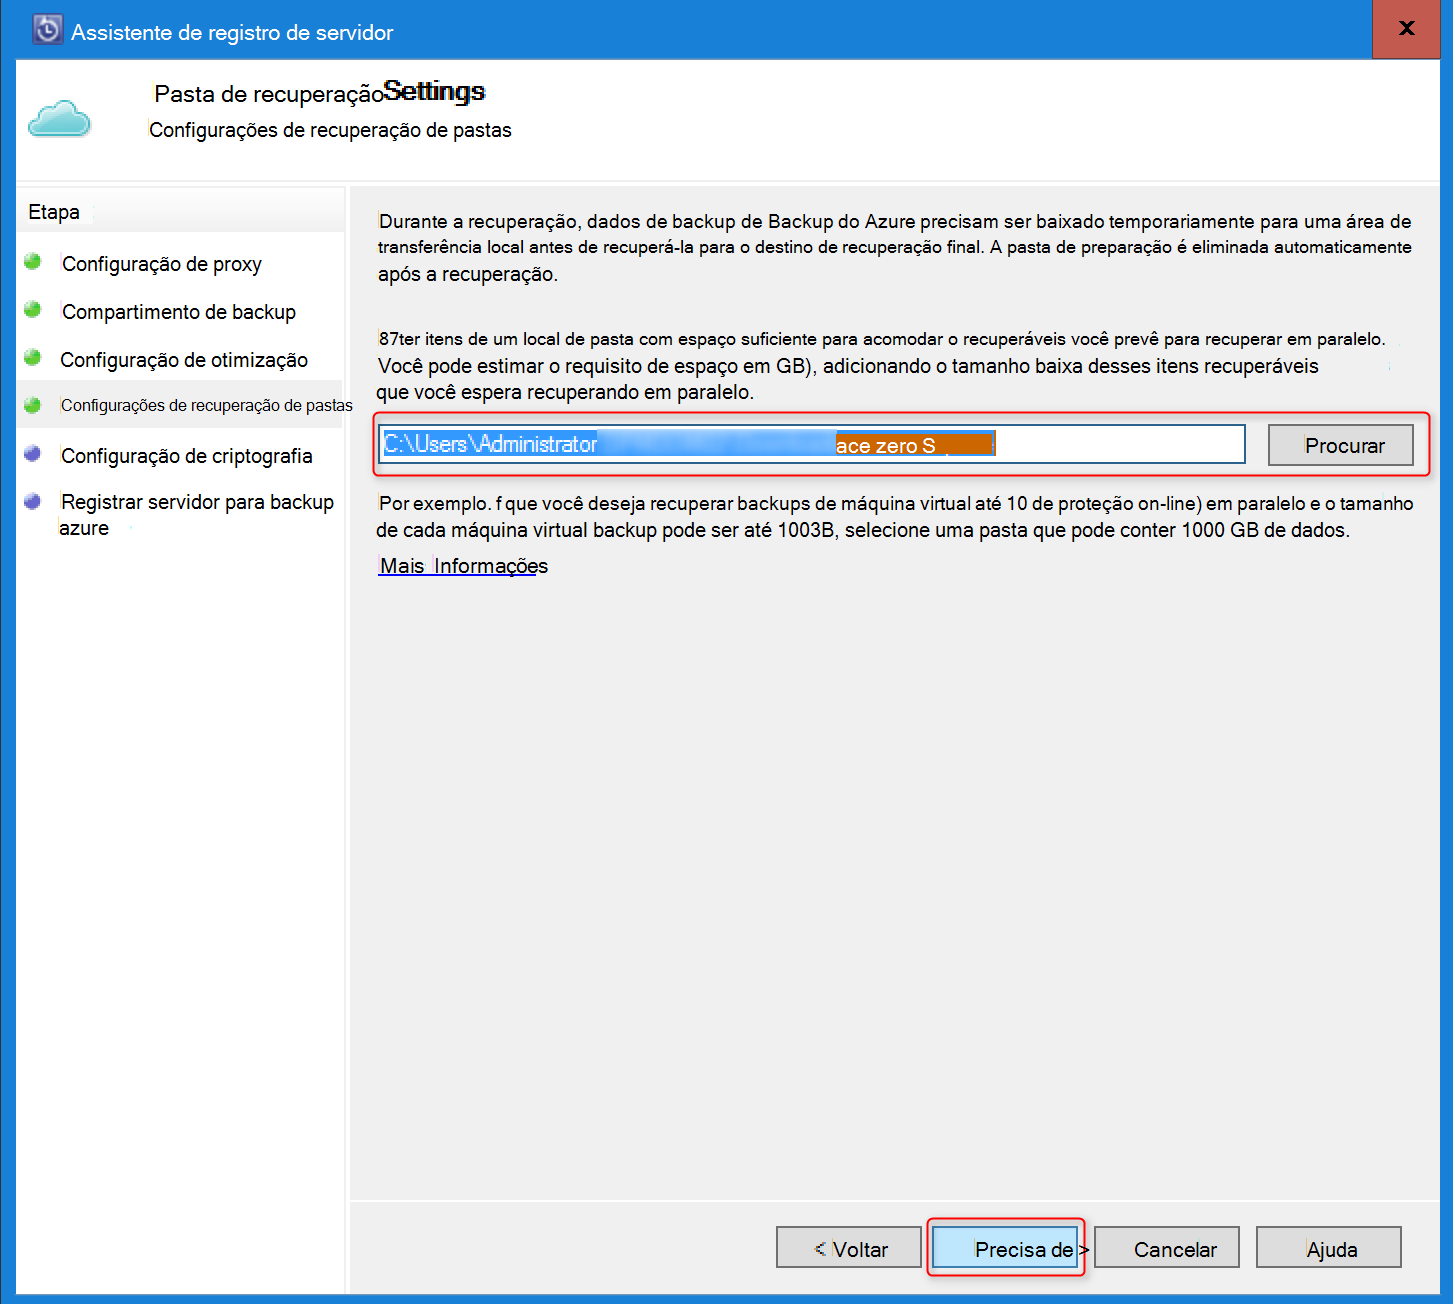 Assistente de registro de servidor
x
Pasta de recuperaçãoSettings
Configurações de recuperação de pastas
Etapa
Configuração de proxy
Compartimento de backup
Configuração de otimização
Configurações de recuperação de pastas
Configuração de criptografia
Registrar servidor para backup
azure
Durante a recuperação, dados de backup de Backup do Azure precisam ser baixado temporariamente para uma área de
transferência local antes de recuperá-la para o destino de recuperação final. A pasta de preparação é eliminada automaticamente
após a recuperação.
87ter itens de um local de pasta com espaço suficiente para acomodar o recuperáveis você prevê para recuperar em paralelo.
Você pode estimar o requisito de espaço em GB), adicionando o tamanho baixa desses itens recuperáveis
que você espera recuperando em paralelo.
C:\Users\Administrator ace zero S
Procurar
Por exemplo. f que você deseja recuperar backups de máquina virtual até 10 de proteção on-line) em paralelo e o tamanho
de cada máquina virtual backup pode ser até 1003B, selecione uma pasta que pode conter 1000 GB de dados.
Mais Informações
< Voltar
Precisa de >
Cancelar
Ajuda